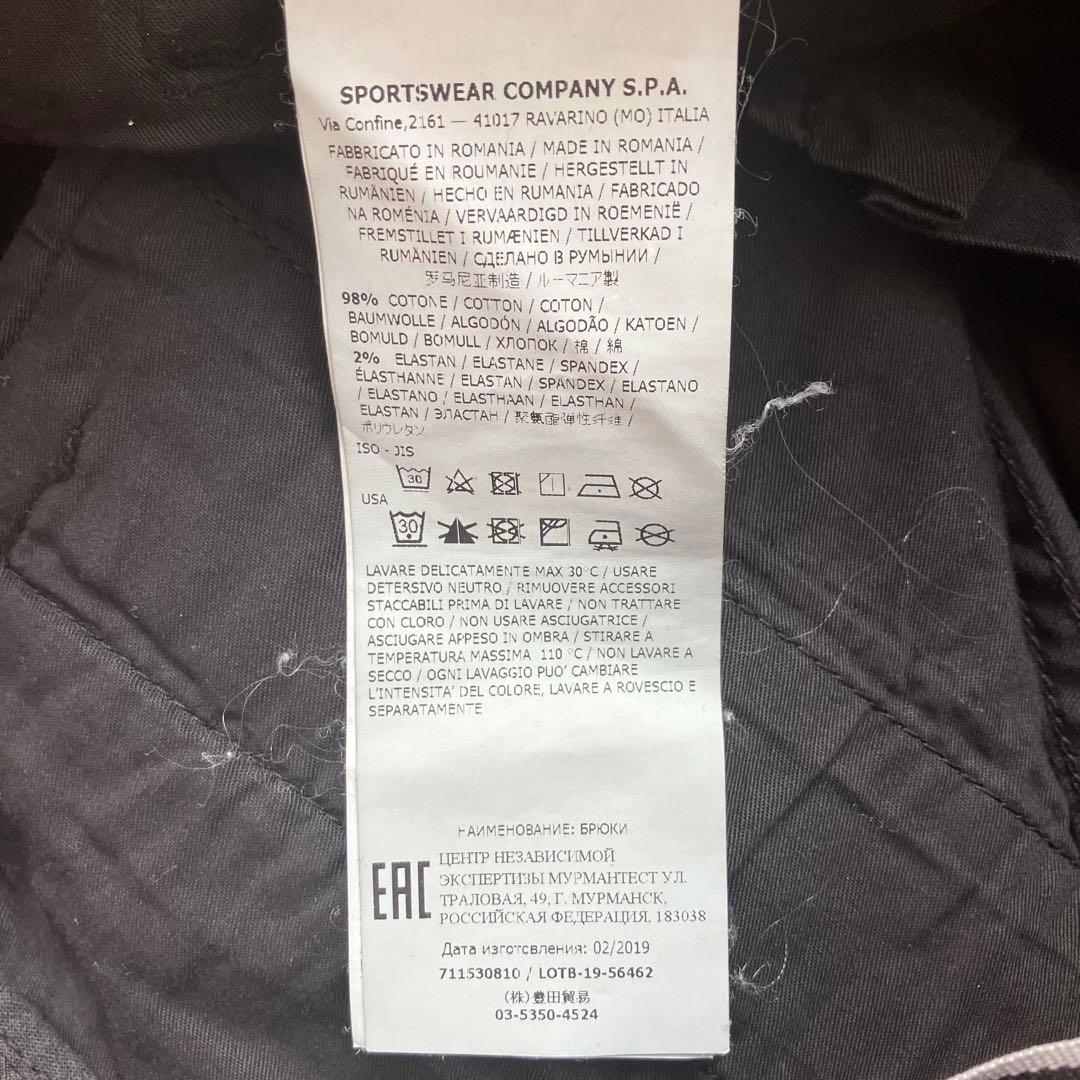 SPORTSWEAR COMPANY S.P.A.
Via Confine,2161 — 41017 RAVARINO (MO) ITALIA
FABBRICATO IN ROMANIA / MADE IN ROMANIA /
FABRIQUÉ EN ROUMANIE / HERGESTELLT IN
RUMÄNIEN / HECHO EN RUMANIA / FABRICADO
NA ROMÉNIA / VERVAARDIGD IN ROEMENIË /
FREMSTILLET I RUMÆNIEN / TILLVERKAD I
RUMÄNIEN / СДЕЛАНО В РУМЫНИИ /
罗马尼亚制造 / ルーマニア製
98% COTONE / COTTON / COTON /
BAUMWOLLE / ALGODÓN / ALGODÃO / KATOEN /
BOMULD / BOMULL / ХЛОПОК / 棉 / 綿
2% ELASTAN / ELASTANE / SPANDEX /
ÉLASTHANNE / ELASTAN / SPANDEX / ELASTANO
/ ELASTANO / ELASTHAAN / ELASTHAN /
ELASTAN / ЭЛАСТАН / 聚氨酯弹性纤维 /
ポリウレタン
ISO - JIS
30
USA
30
LAVARE DELICATAMENTE MAX 30°C / USARE
DETERSIVO NEUTRO / RIMUOVERE ACCESSORI
STACCABILI PRIMA DI LAVARE / NON TRATTARE
CON CLORO / NON USARE ASCIUGATRICE /
ASCIUGARE APPESO IN OMBRA / STIRARE A
TEMPERATURA MASSIMA 110 °C / NON LAVARE A
SECCO / OGNI LAVAGGIO PUO' CAMBIARE
L'INTENSITA' DEL COLORE, LAVARE A ROVESCIO E
SEPARATAMENTE
НАИМЕНОВАНИЕ: БРЮКИ
EAC
ЦЕНТР НЕЗАВИСИМОЙ
ЭКСПЕРТИЗЫ МУРМАНТЕСТ УЛ.
ТРАЛОВАЯ, 49, Г. МУРМАНСК,
РОССИЙСКАЯ ФЕДЕРАЦИЯ, 183038
Дата изготовления: 02/2019
711530810 / LOTB-19-56462
(株)豊田貿易
03-5350-4524